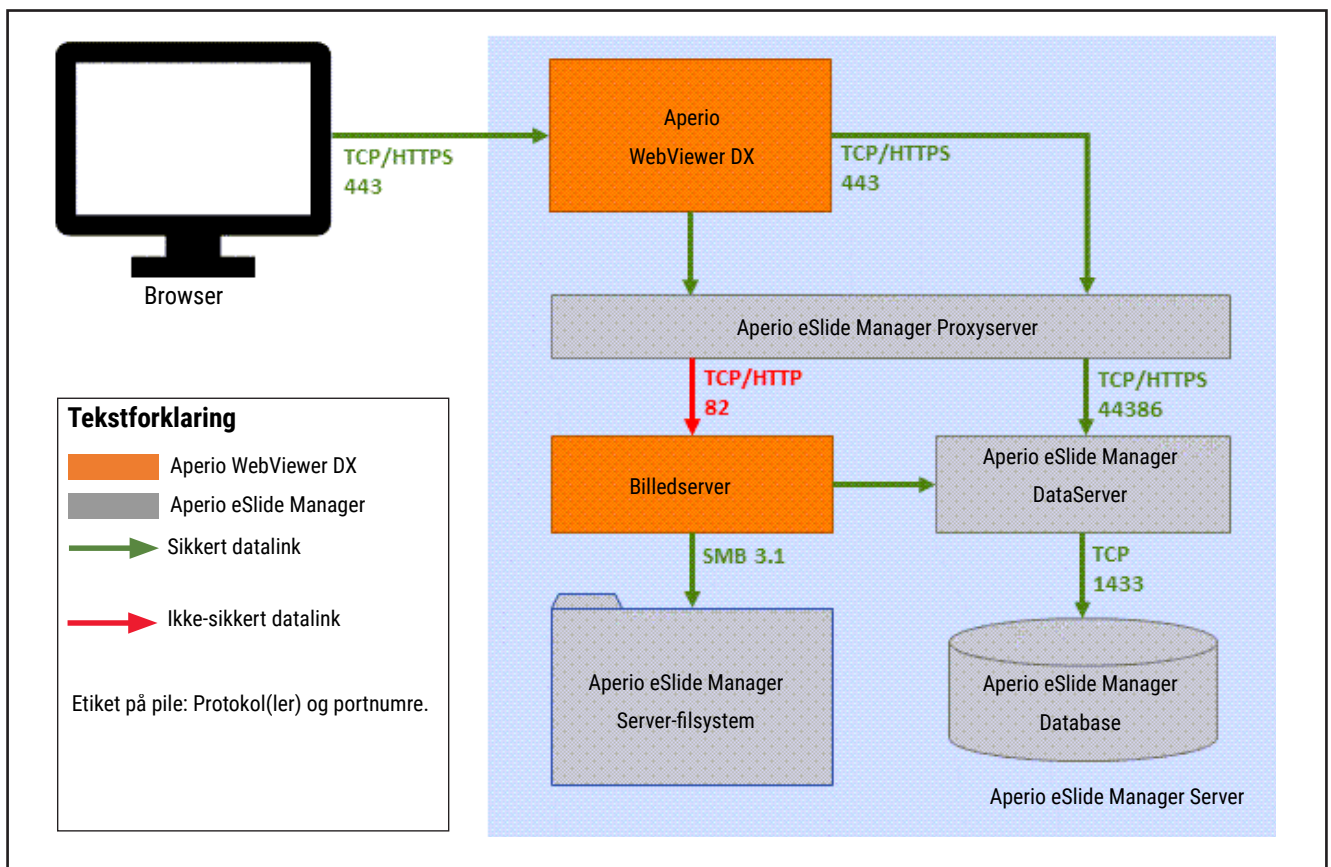 Aperio
WebViewer DX
TCP/HTTPS
443
TCP/HTTPS
443
Browser
Aperio eSlide Manager Proxyserver
TCP/HTTP
82
TCP/HTTPS
44386
Tekstforklaring
Aperio WebViewer DX
Aperio eSlide Manager
Sikkert datalink
Ikke-sikkert datalink
Etiket på pile: Protokol(ler) og portnumre.
Billedserver
Aperio eSlide Manager
DataServer
SMB 3.1
TCP
1433
Aperio eSlide Manager
Server-filsystem
Aperio eSlide Manager
Database
Aperio eSlide Manager Server